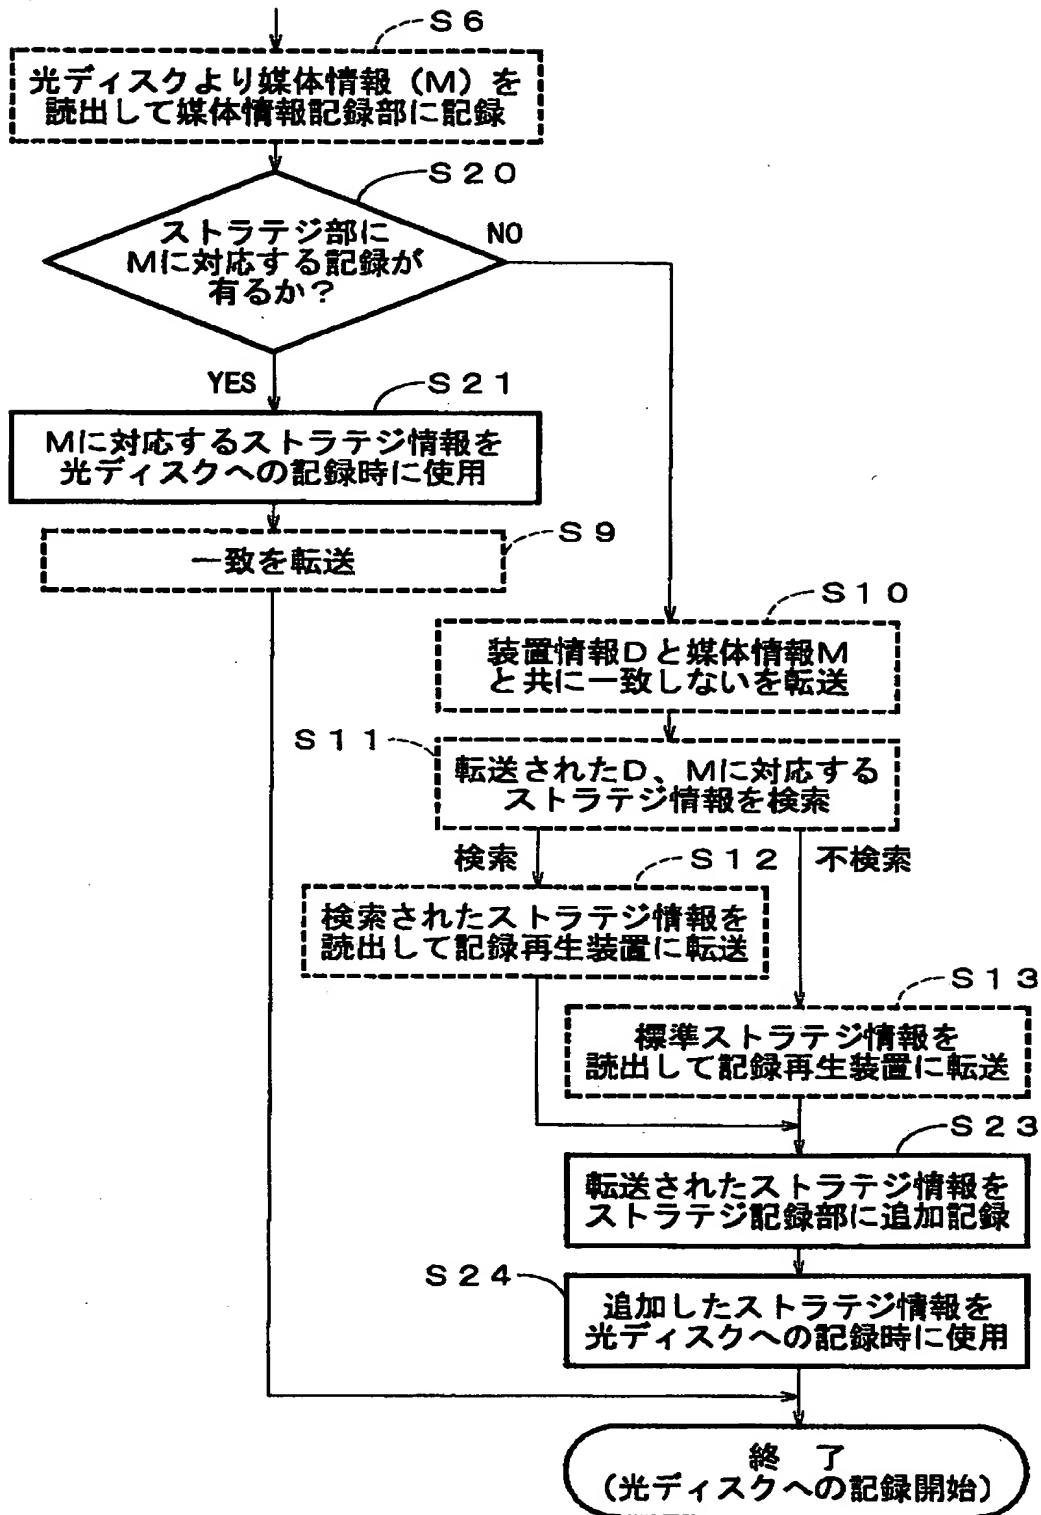 S6
光ディスクより媒体情報（M）を
読出して媒体情報記録部に記録
S20
ストラテジ部に
Mに対応する記録が
有るか？
NO
YES
S21
Mに対応するストラテジ情報を
光ディスクへの記録時に使用
S9
一致を転送
S10
装置情報Dと媒体情報M
と共に一致しないを転送
S11
転送されたD、Mに対応する
ストラテジ情報を検索
検索
S12
不検索
検索されたストラテジ情報を
読出して記録再生装置に転送
S13
標準ストラテジ情報を
読出して記録再生装置に転送
S23
転送されたストラテジ情報を
ストラテジ記録部に追加記録
S24
追加したストラテジ情報を
光ディスクへの記録時に使用
終　了
(光ディスクへの記録開始)